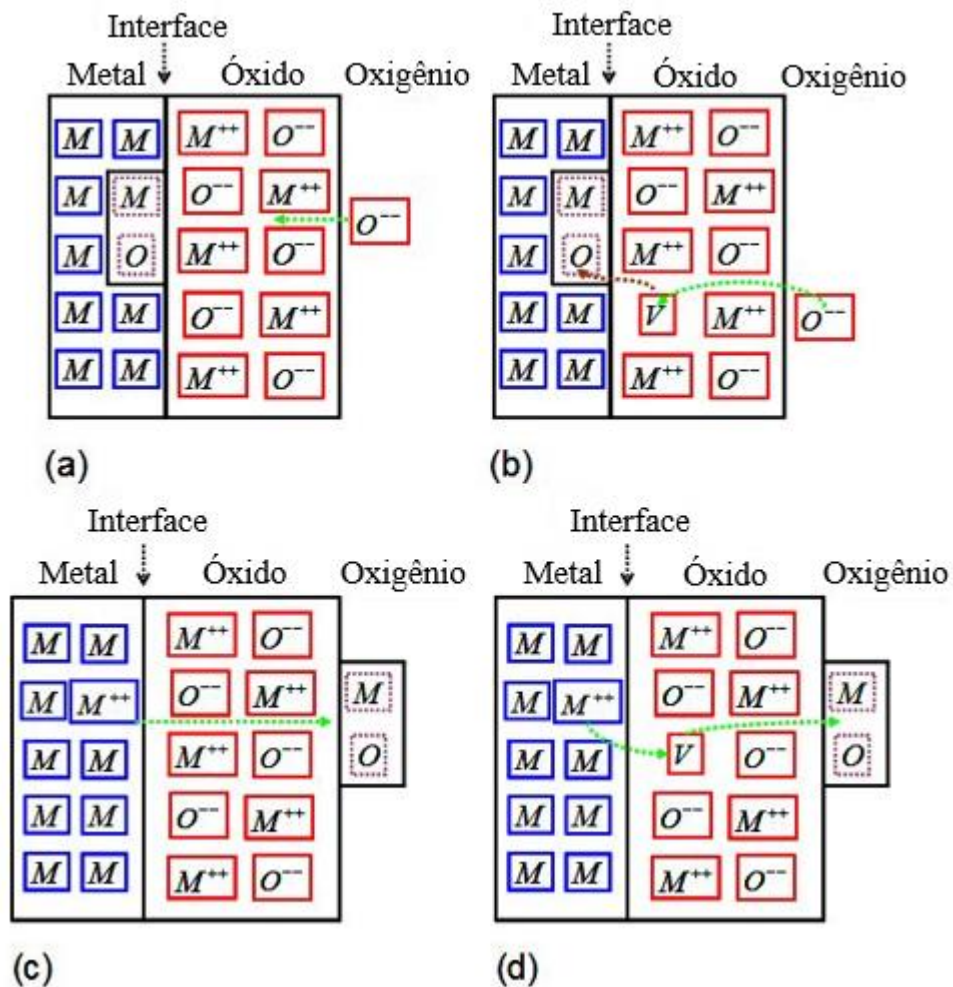 Interface
Metal Óxido Oxigênio
M M M⁺⁺ O⁻⁻
M M O⁻⁻ M⁺⁺ O⁻⁻
M O M⁺⁺ O⁻⁻
M M O⁻⁻ M⁺⁺
M M M⁺⁺ O⁻⁻
(a)
Interface
Metal Óxido Oxigênio
M M M⁺⁺ O⁻⁻
M M O⁻⁻ M⁺⁺
M O M⁺⁺ O⁻⁻
M M V M⁺⁺ O⁻⁻
M M M⁺⁺ O⁻⁻
(b)
Interface
Metal Óxido Oxigênio
M M M⁺⁺ O⁻⁻
M M⁺⁺ O⁻⁻ M⁺⁺ M
M M M⁺⁺ O⁻⁻ O
M M O⁻⁻ M⁺⁺
M M M⁺⁺ O⁻⁻
(c)
Interface
Metal Óxido Oxigênio
M M M⁺⁺ O⁻⁻
M M⁺⁺ O⁻⁻ M⁺⁺ M
M M V O⁻⁻ O
M M O⁻⁻ M⁺⁺
M M M⁺⁺ O⁻⁻
(d)